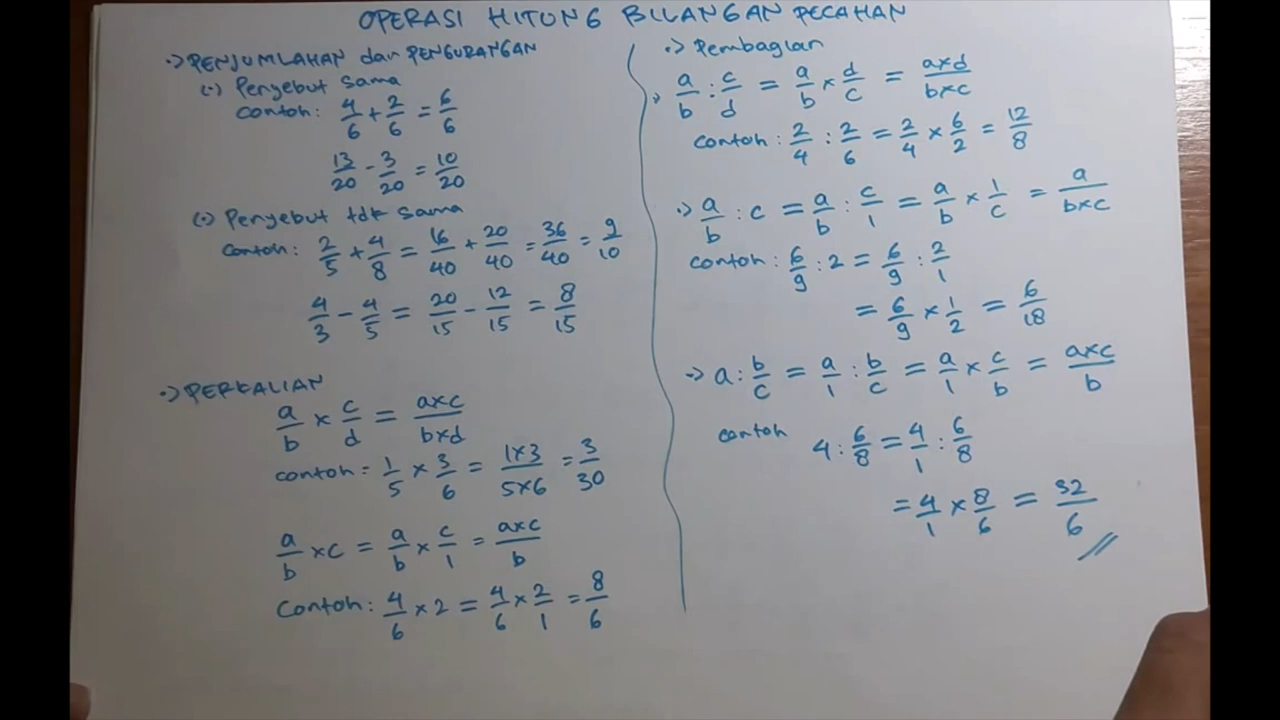 OPERASI HITUNG BILANGAN PECAHAN
·> PENJUMLAHAN dan PENGURANGAN
(·) Penyebut Sama
Contoh: 4/6 + 2/6 = 6/6
13/20 - 3/20 = 10/20
(·) Penyebut tdk sama
Contoh: 2/5 + 4/8 = 16/40 + 20/40 = 36/40 = 9/10
4/3 - 4/5 = 20/15 - 12/15 = 8/15
·> PERKALIAN
a/b × c/d = axc/bxd
contoh = 1/5 × 3/6 = 1x3/5x6 = 3/30
a/b × c = a/b × c/1 = axc/b
Contoh: 4/6 × 2 = 4/6 × 2/1 = 8/6
·> Pembagian
·> a/b : c/d = a/b × d/c = axd/bxc
contoh: 2/4 : 2/6 = 2/4 × 6/2 = 12/8
·> a/b : c = a/b : c/1 = a/b × 1/c = a/bxc
contoh: 6/9 : 2 = 6/9 : 2/1
= 6/9 × 1/2 = 6/18
·> a : b/c = a/1 : b/c = a/1 × c/b = axc/b
contoh 4 : 6/8 = 4/1 : 6/8
= 4/1 × 8/6 = 32/6